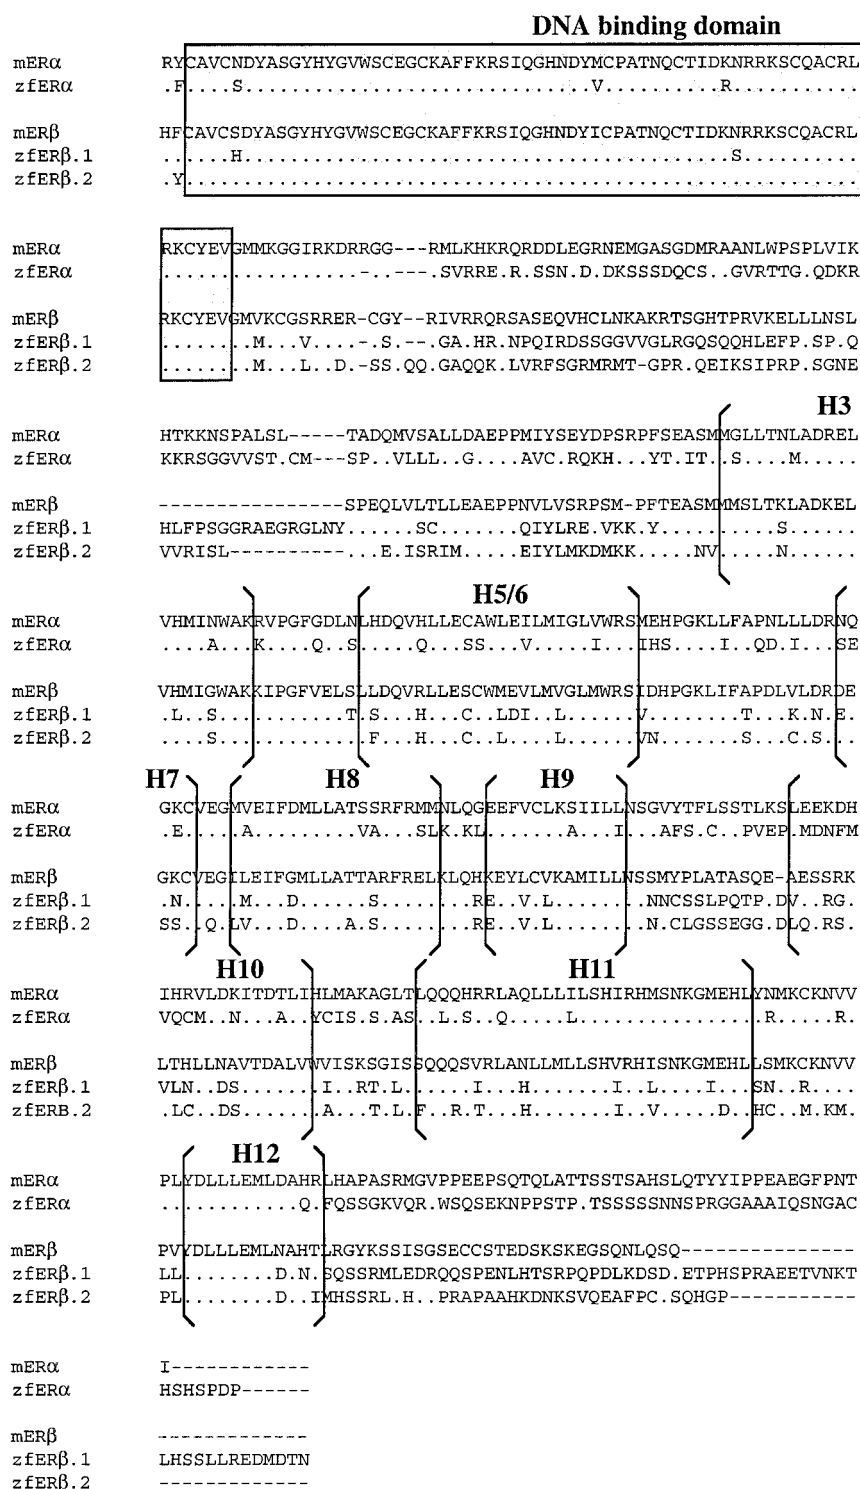 DNA binding domain
mERα RYCAVCNDYASGYHYGVWSCEGCKAFFKRSIQGHNDYMCPATNQCTIDKNRRKSCQACRL
zfERα .F....S..............................V...........R...........
mERβ HFCAVCSDYASGYHYGVWSCEGCKAFFKRSIQGHNDYICPATNQCTIDKNRRKSCQACRL
zfERβ.1 ......H..........................................S..........
zfERβ.2 .Y..........................................................
mERα RKCYEVGMMKGGIRKDRRGG---RMLKHKRQRDDLEGRNEMGASGDMRAANLWPSPLVIK
zfERα .................-..---.SVRRE.R.SSN.D.DKSSSDQCS..GVRTTG.QDKR
mERβ RKCYEVGMVKCGSRRER-CGY--RIVRRQRSASEQVHCLNKAKRTSGHTPRVKELLLNSL
zfERβ.1 ........M...V....-.S.--.GA.HR.NPQIRDSSGGVVGLRGQSQQHLEFP.SP.Q
zfERβ.2 ........M...L..D.-SS.QQ.GAQQK.LVRFSGRMRMT-GPR.QEIKSIPRP.SGNE
H3
mERα HTKKNSPALSL-----TADQMVSALLDAEPPMIYSEYDPSRPFSEASMMGLLTNLADREL
zfERα KKRSGGVVST.CM---SP..VLLL..G....AVC.RQKH...YT.IT..S....M.....
mERβ ----------------SPEQLVLTLLEAEPPNVLVSRPSM-PFTEASMMMSLTKLADKEL
zfERβ.1 HLFPSGGRAEGRGLNY......SC.......QIYLRE.VKK.Y..........S......
zfERβ.2 VVRISL----------...E.ISRIM.....EIYLMKDMKK.....NV.....N......
H5/6
mERα VHMINWAKRVPGFGDLNLHDQVHLLECAWLEILMIGLVWRSMEHPGKLLFAPNLLLDRNQ
zfERα ....A...K....Q..S.....Q...SS...V.....I...IHS....I..QD.I...SE
mERβ VHMIGWAKKIPGFVELSLLDQVRLLESCWMEVLMVGLMWRSIDHPGKLIFAPDLVLDRDE
zfERβ.1 .L..S...........T.S...H...C..LDI..L......V........T...K.N.E.
zfERβ.2 ....S.............F...H...C..L....L......VN.......S...C.S...
H7 H8 H9
mERα GKCVEGMVEIFDMLLATSSRFRMMNLQGEEFVCLKSIILLNSGVYTFLSSTLKSLEEKDH
zfERα .E.....A.........VA...SLK.KL.......A...I...AFS.C..PVEP.MDNFM
mERβ GKCVEGILEIFGMLLATTARFRELKLQHKEYLCVKAMILLNSSMYPLATASQE-AESSRK
zfERβ.1 .N.....M...D......S........RE..V.L.......NNCSSLPQTP.DV..RG.
zfERβ.2 SS..Q.LV...D....A.S........RE..V.L.......N.CLGSSEGG.DLQ.RS.
H10 H11
mERα IHRVLDKITDTLIHLMAKAGLTLQQQHRRLAQLLLILSHIRHMSNKGMEHLYNMKCKNVV
zfERα VQCM..N...A..YCIS.S.AS..L.S..Q.....L................R.....R.
mERβ LTHLLNAVTDALVWVISKSGISSQQQSVRLANLLMLLSHVRHISNKGMEHLLSMKCKNVV
zfERβ.1 VLN..DS.......I..RT.L......I...H.......I..L....I...SN..R....
zfERB.2 .LC..DS.......A...T.L.F..R.T...H.......I..V.....D..HC..M.KM.
H12
mERα PLYDLLLEMLDAHRLHAPASRMGVPPEEPSQTQLATTSSTSAHSLQTYYIPPEAEGFPNT
zfERα ............Q.FQSSGKVQR.WSQSEKNPPSTP.TSSSSSNNSPRGGAAAIQSNGAC
mERβ PVYDLLLEMLNAHTLRGYKSSISGSECCSTEDSKSKEGSQNLQSQ---------------
zfERβ.1 LL........D.N.SQSSRMLEDRQQSPENLHTSRPQPDLKDSD.ETPHSPRAEETVNKT
zfERβ.2 PL........D..IMHSSRL.H..PRAPAAHKDNKSVQEAFPC.SQHGP-----------
mERα I------------
zfERα HSHSPDP------
mERβ -------------
zfERβ.1 LHSSLLREDMDTN
zfERβ.2 -------------